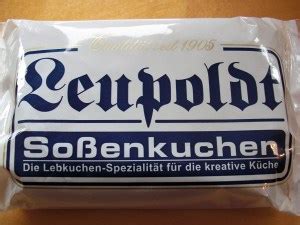 Qualität seit 1905
Leupoldt
Soßenkuchen
Die Lebkuchen-Spezialität für die kreative Küche